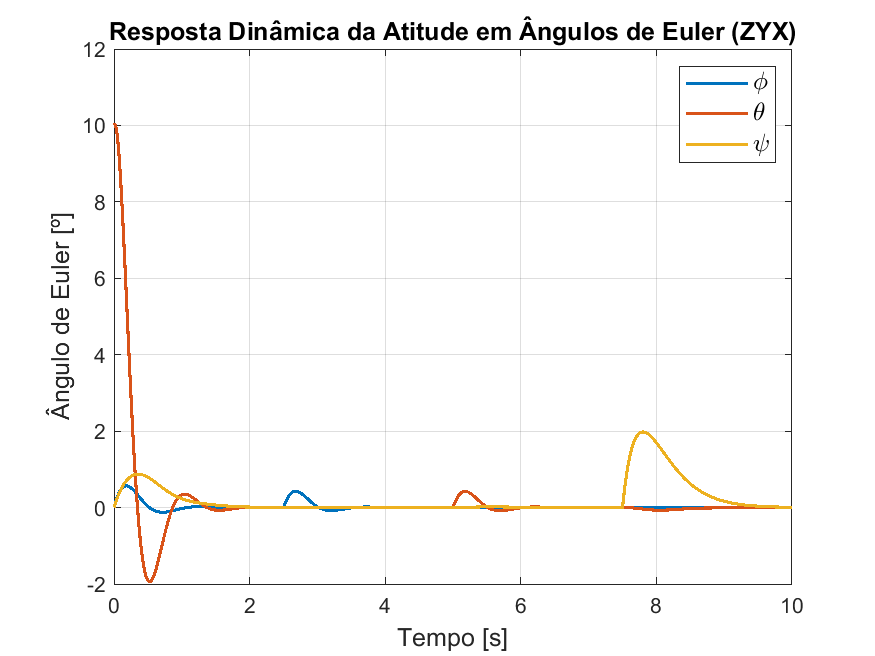 Resposta Dinâmica da Atitude em Ângulos de Euler (ZYX)
12
10
8
6
4
2
0
-2
Ângulo de Euler [º]
ϕ
θ
ψ
0 2 4 6 8 10
Tempo [s]